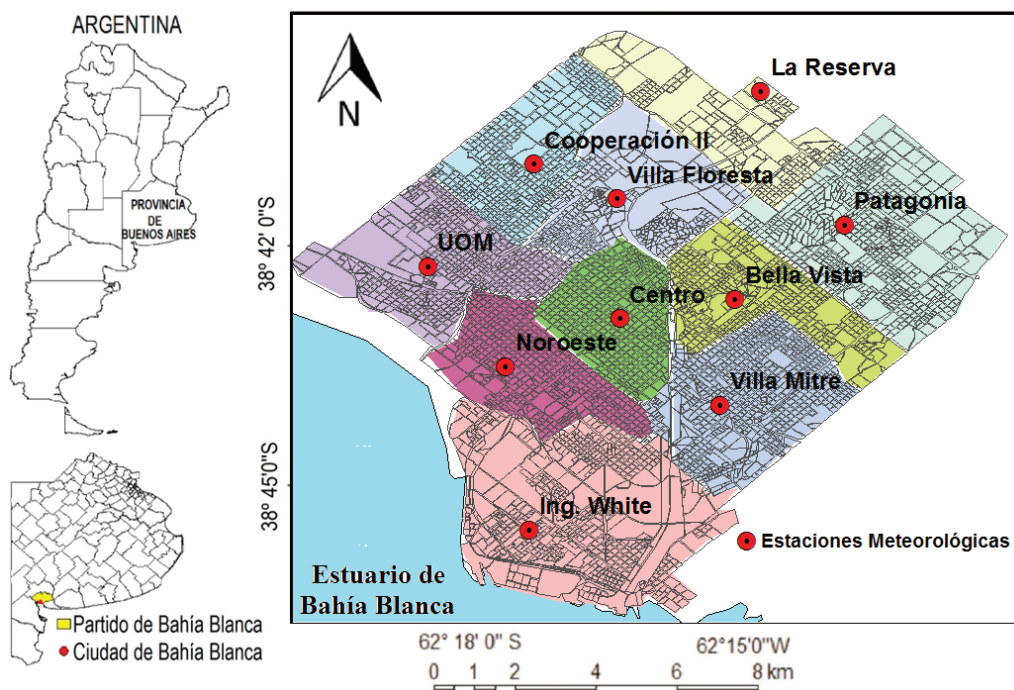 ARGENTINA
PROVINCIA
DE
BUENOS AIRES
Partido de Bahía Blanca
Ciudad de Bahía Blanca
N
La Reserva
Cooperación II
Villa Floresta
Patagonia
UOM
Bella Vista
Centro
Noroeste
Villa Mitre
Ing. White
Estaciones Meteorológicas
Estuario de
Bahía Blanca
38° 42' 0''S
38° 45'0''S
62° 18' 0'' S
62°15'0''W
0 1 2 4 6 8 km